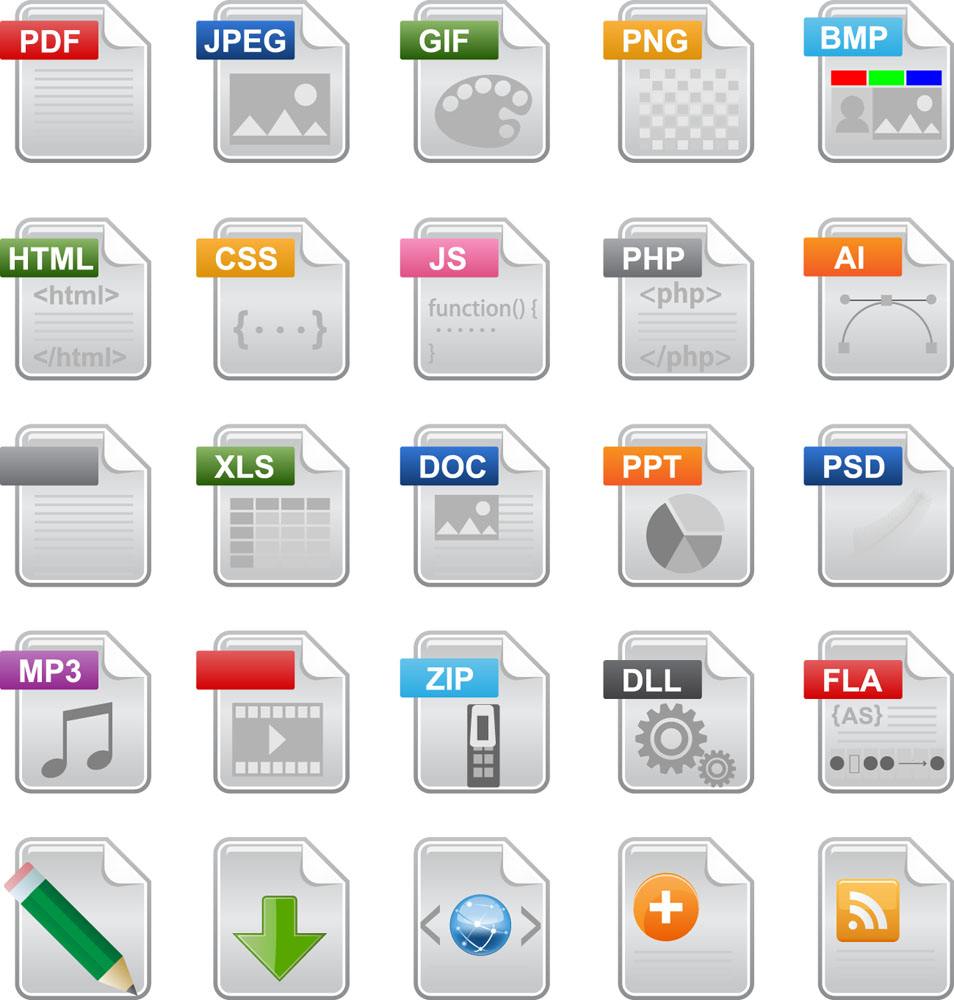 PDF
JPEG
GIF
PNG
BMP
HTML
<html>
</html>
CSS
{...}
JS
function() {
......
}
PHP
<php>
</php>
AI
XLS
DOC
PPT
PSD
MP3
ZIP
DLL
FLA
{AS}